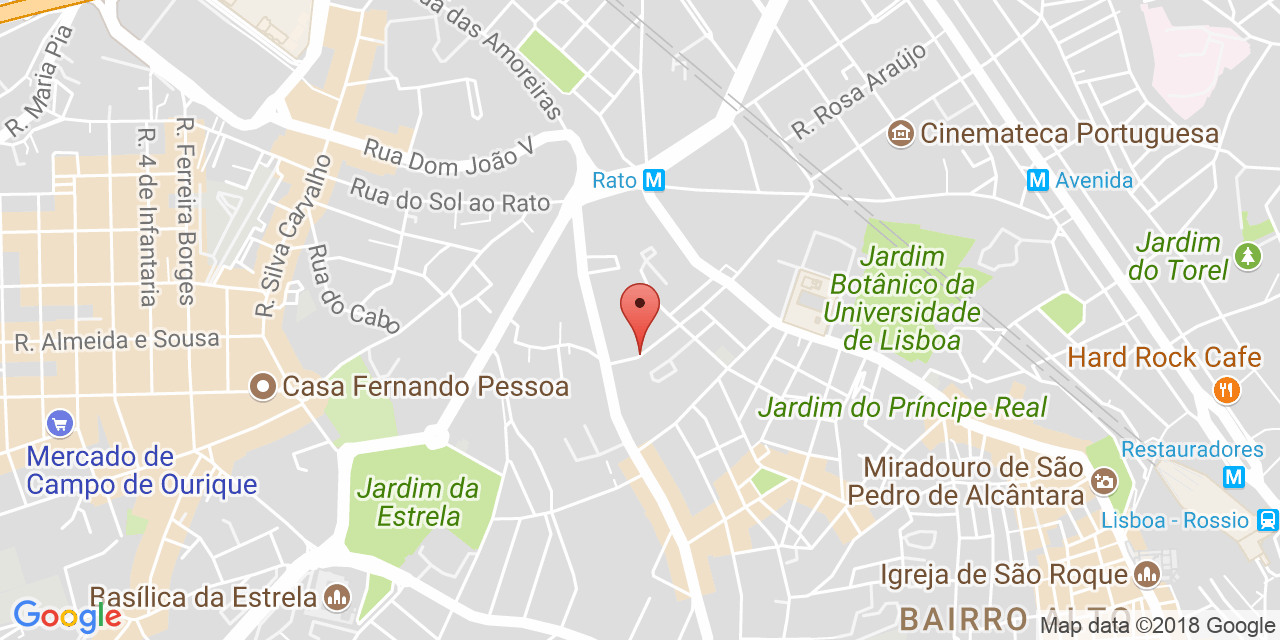 R. Maria Pia
ua das Amoreiras
R. Rosa Araújo
Cinemateca Portuguesa
R. 4 de Infantaria
R. Ferreira Borges
R. Silva Carvalho
Rua Dom João V
Rato M
M Avenida
Rua do Sol ao Rato
Rua do Cabo
Jardim
do Torel
Jardim
Botânico da
Universidade
de Lisboa
R. Almeida e Sousa
Hard Rock Cafe
Casa Fernando Pessoa
Jardim do Príncipe Real
Mercado de
Campo de Ourique
Restauradores
M
Miradouro de São
Pedro de Alcântara
Jardim da
Estrela
Lisboa - Rossio
Igreja de São Roque
Basílica da Estrela
Google
BAIRRO ALTO
Map data ©2018 Google